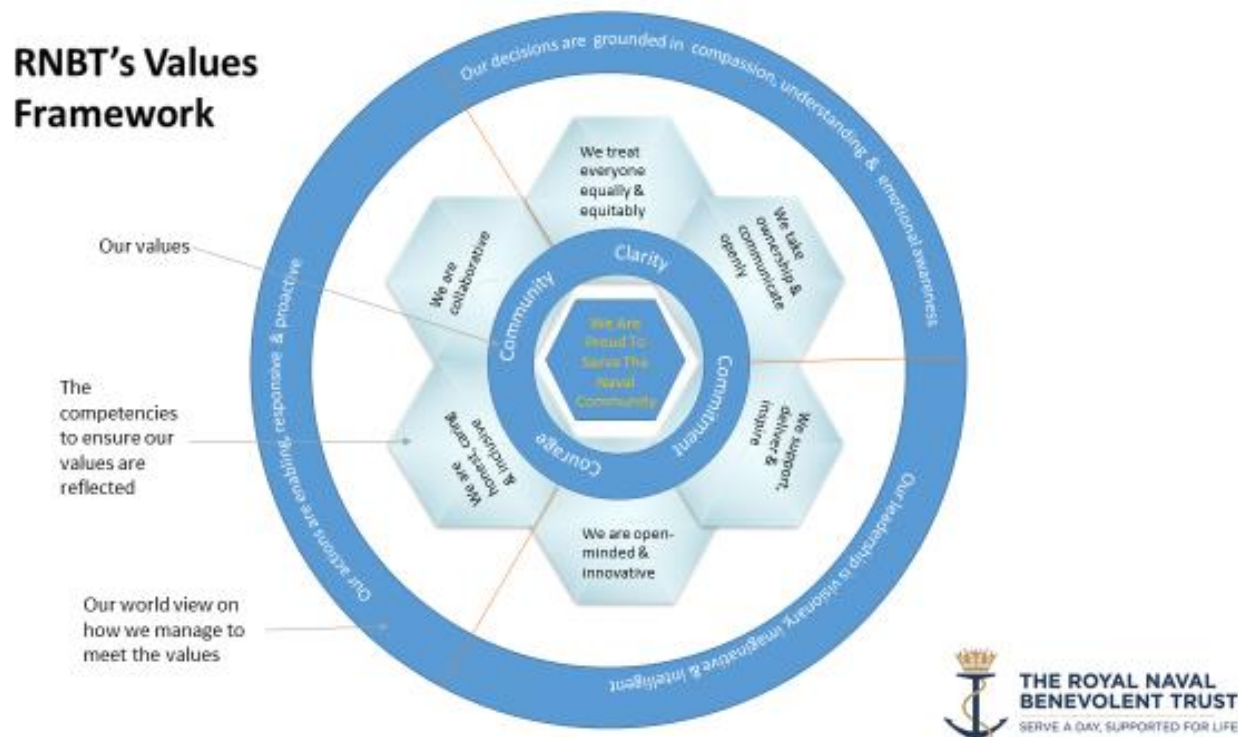 RNBT's Values
Framework
Our decisions are grounded in compassion, understanding & emotional awareness
We treat
everyone
equally &
equitably
We take
ownership &
communicate
openly
Our values
We are
collaborative
Clarity
Community
Commitment
Courage
We Are
Proud To
Serve The
Naval
Community
The
competencies
to ensure our
values are
reflected
We are
honest, caring
& inclusive
We support,
deliver &
inspire
We are open-
minded &
innovative
Our actions are enabling, responsive & proactive
Our leadership is visionary, imaginative & intelligent
Our world view on
how we manage to
meet the values
THE ROYAL NAVAL
BENEVOLENT TRUST
SERVE A DAY, SUPPORTED FOR LIFE